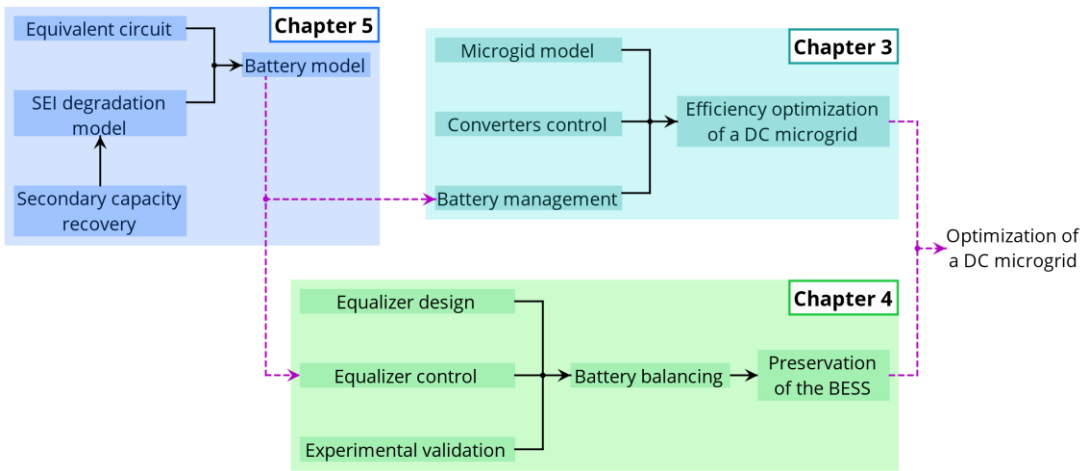 Chapter 5
Equivalent circuit
Battery model
SEI degradation
model
Secondary capacity
recovery
Chapter 3
Microgid model
Converters control
Battery management
Efficiency optimization
of a DC microgrid
Optimization of
a DC microgrid
Chapter 4
Equalizer design
Equalizer control
Experimental validation
Battery balancing
Preservation
of the BESS